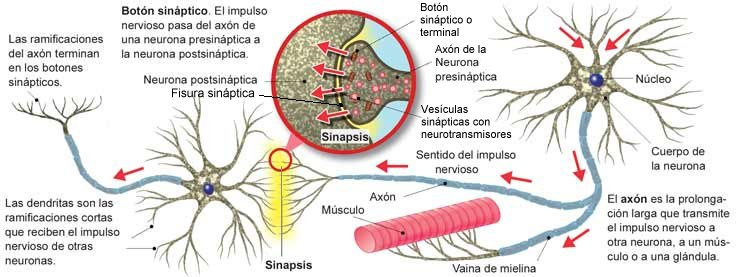 Botón sináptico. El impulso
nervioso pasa del axón de
una neurona presináptica a
la neurona postsináptica.
Las ramificaciones
del axón terminan
en los botones
sinápticos.
Botón
sináptico o
terminal
Axón de la
Neurona
presináptica
Neurona postsináptica
Fisura sináptica
Vesículas
sinápticas con
neurotransmisores
Sinapsis
Núcleo
Cuerpo de
la neurona
Sentido del impulso
nervioso
Axón
Las dendritas son las
ramificaciones cortas
que reciben el impulso
nervioso de otras
neuronas.
Sinapsis
Músculo
Vaina de mielina
El axón es la prolonga-
ción larga que transmite
el impulso nervioso a
otra neurona, a un mús-
culo o a una glándula.